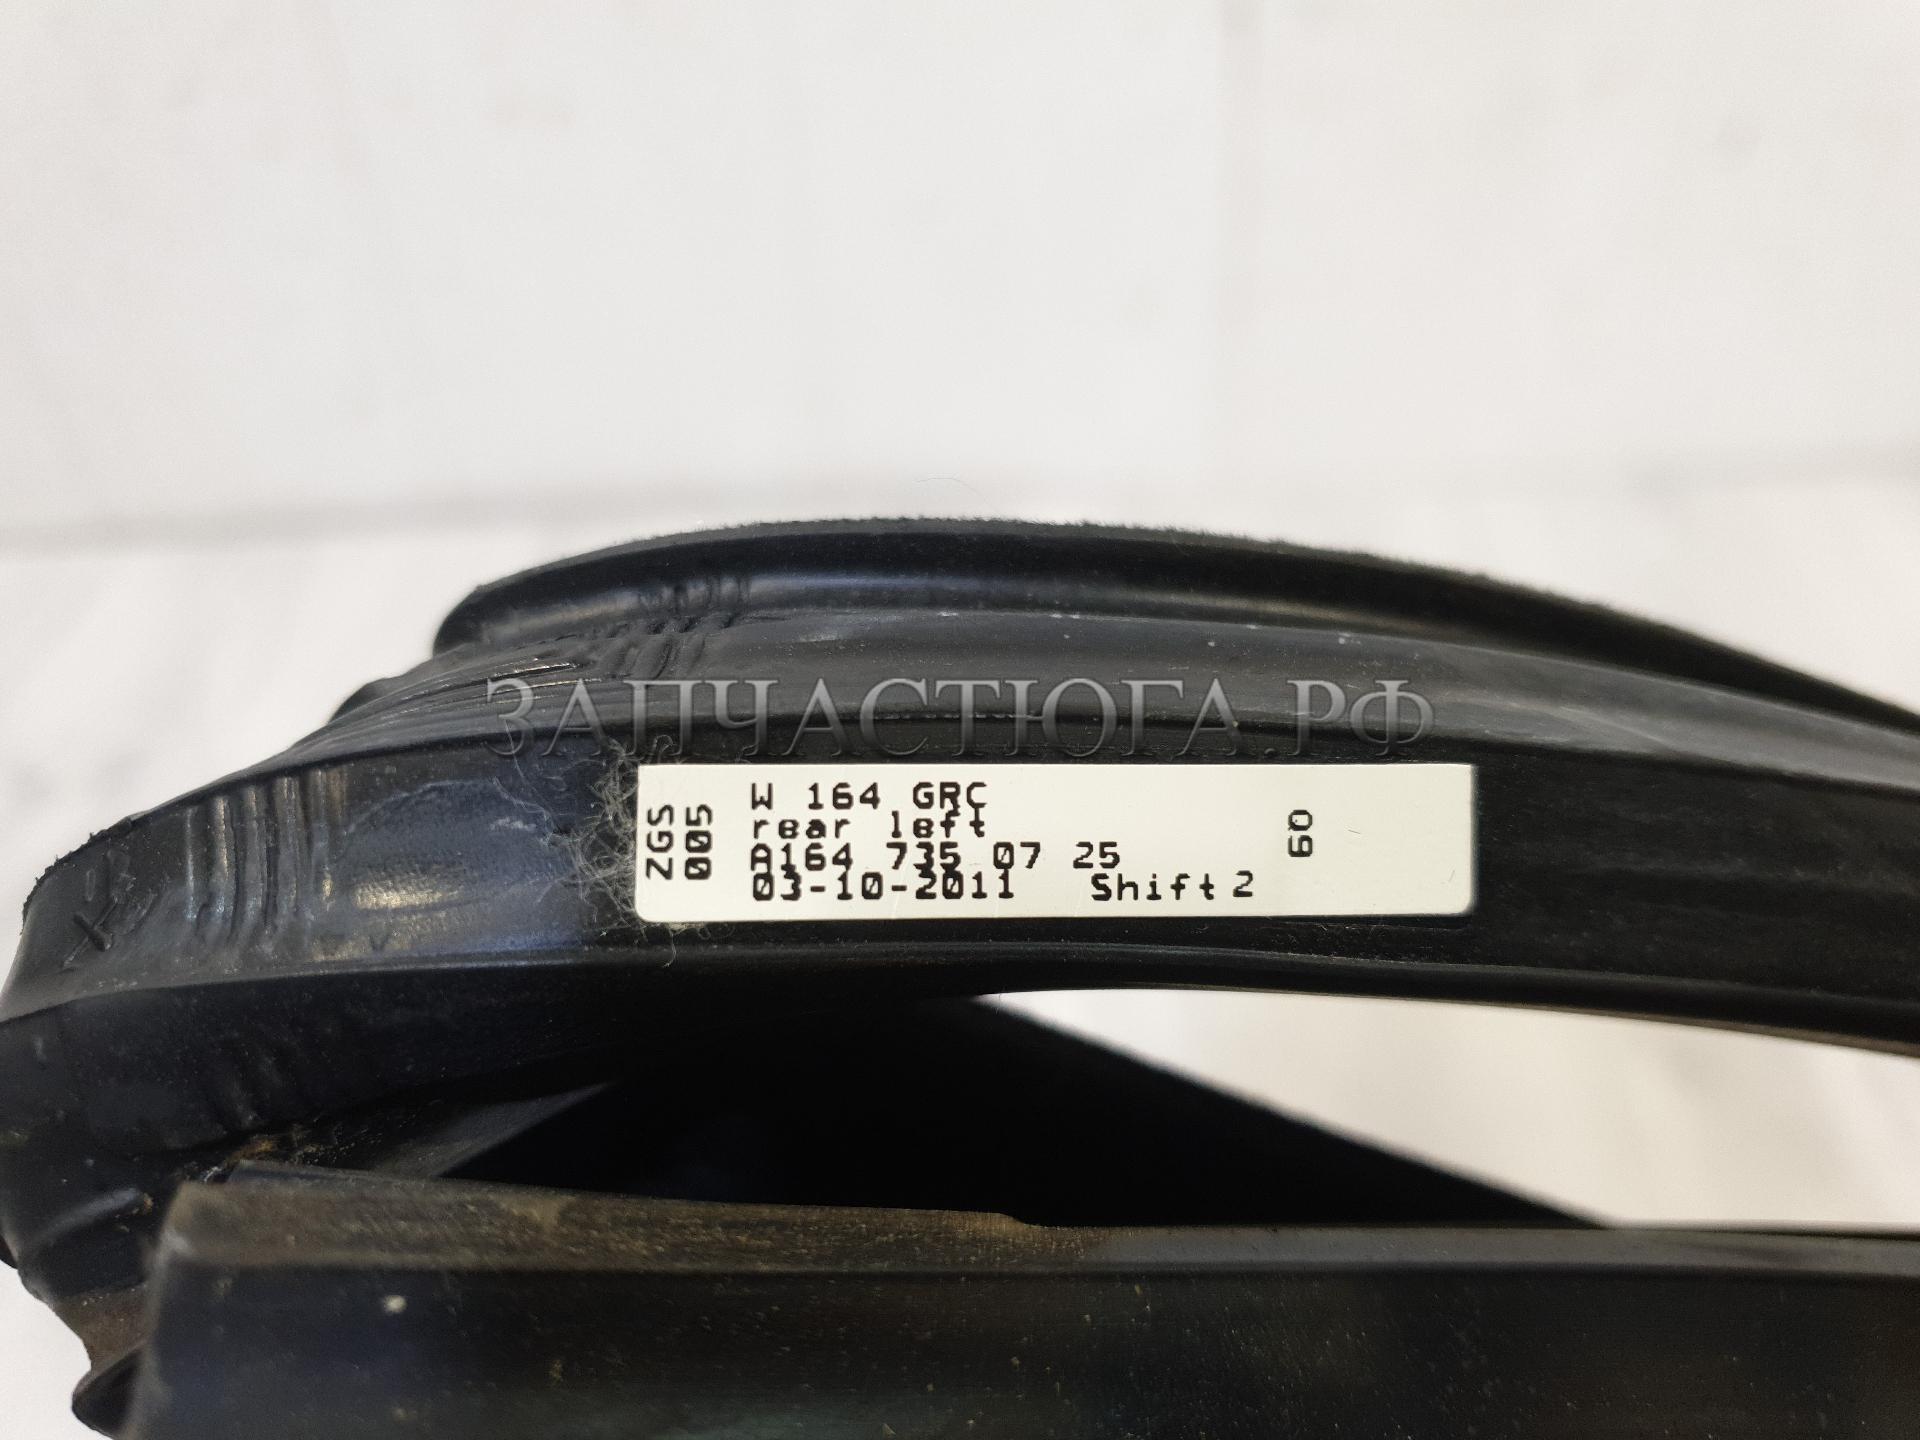 ЗАПЧАСТЮГА.РФ
ZGS
005
W 164 GRC
rear left
A164 735 07 25
03-10-2011 Shift 2
60